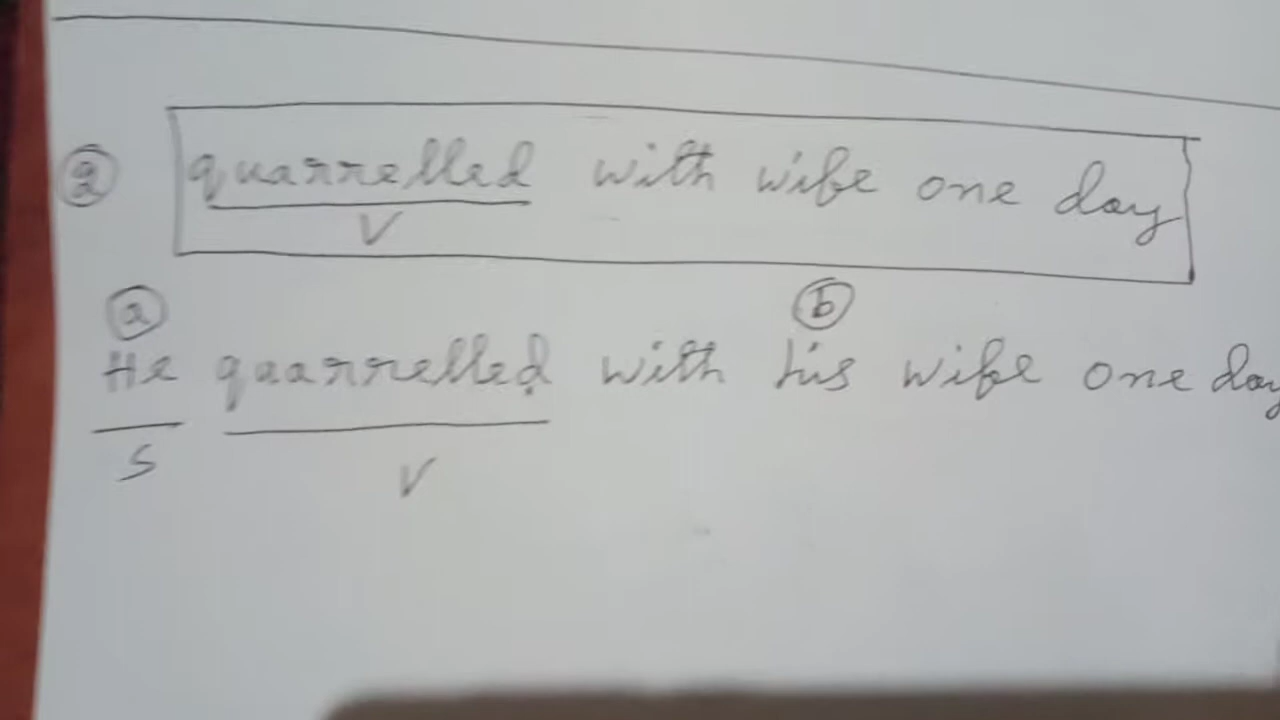 ② quarrelled with wife one day
V
ⓐ ⓑ
He quarrelled with his wife one day
S V